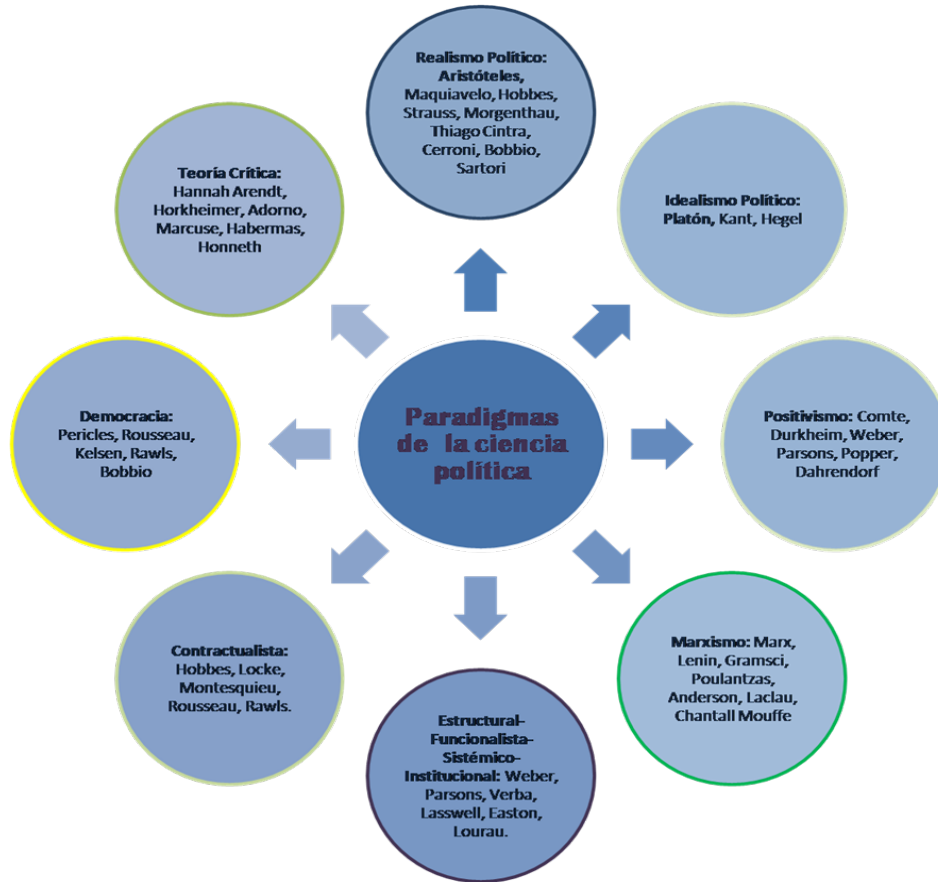 Realismo Político:
Aristóteles,
Maquiavelo, Hobbes,
Strauss, Morgenthau,
Thiago Cintra,
Cerroni, Bobbio,
Sartori
Teoría Crítica:
Hannah Arendt,
Horkheimer, Adorno,
Marcuse, Habermas,
Honneth
Idealismo Político:
Platón, Kant, Hegel
Democracia:
Pericles, Rousseau,
Kelsen, Rawls,
Bobbio
Paradigmas
de la ciencia
política
Positivismo: Comte,
Durkheim, Weber,
Parsons, Popper,
Dahrendorf
Contractualista:
Hobbes, Locke,
Montesquieu,
Rousseau, Rawls.
Marxismo: Marx,
Lenin, Gramsci,
Poulantzas,
Anderson, Laclau,
Chantall Mouffe
Estructural-
Funcionalista-
Sistémico-
Institucional: Weber,
Parsons, Verba,
Lasswell, Easton,
Lourau.